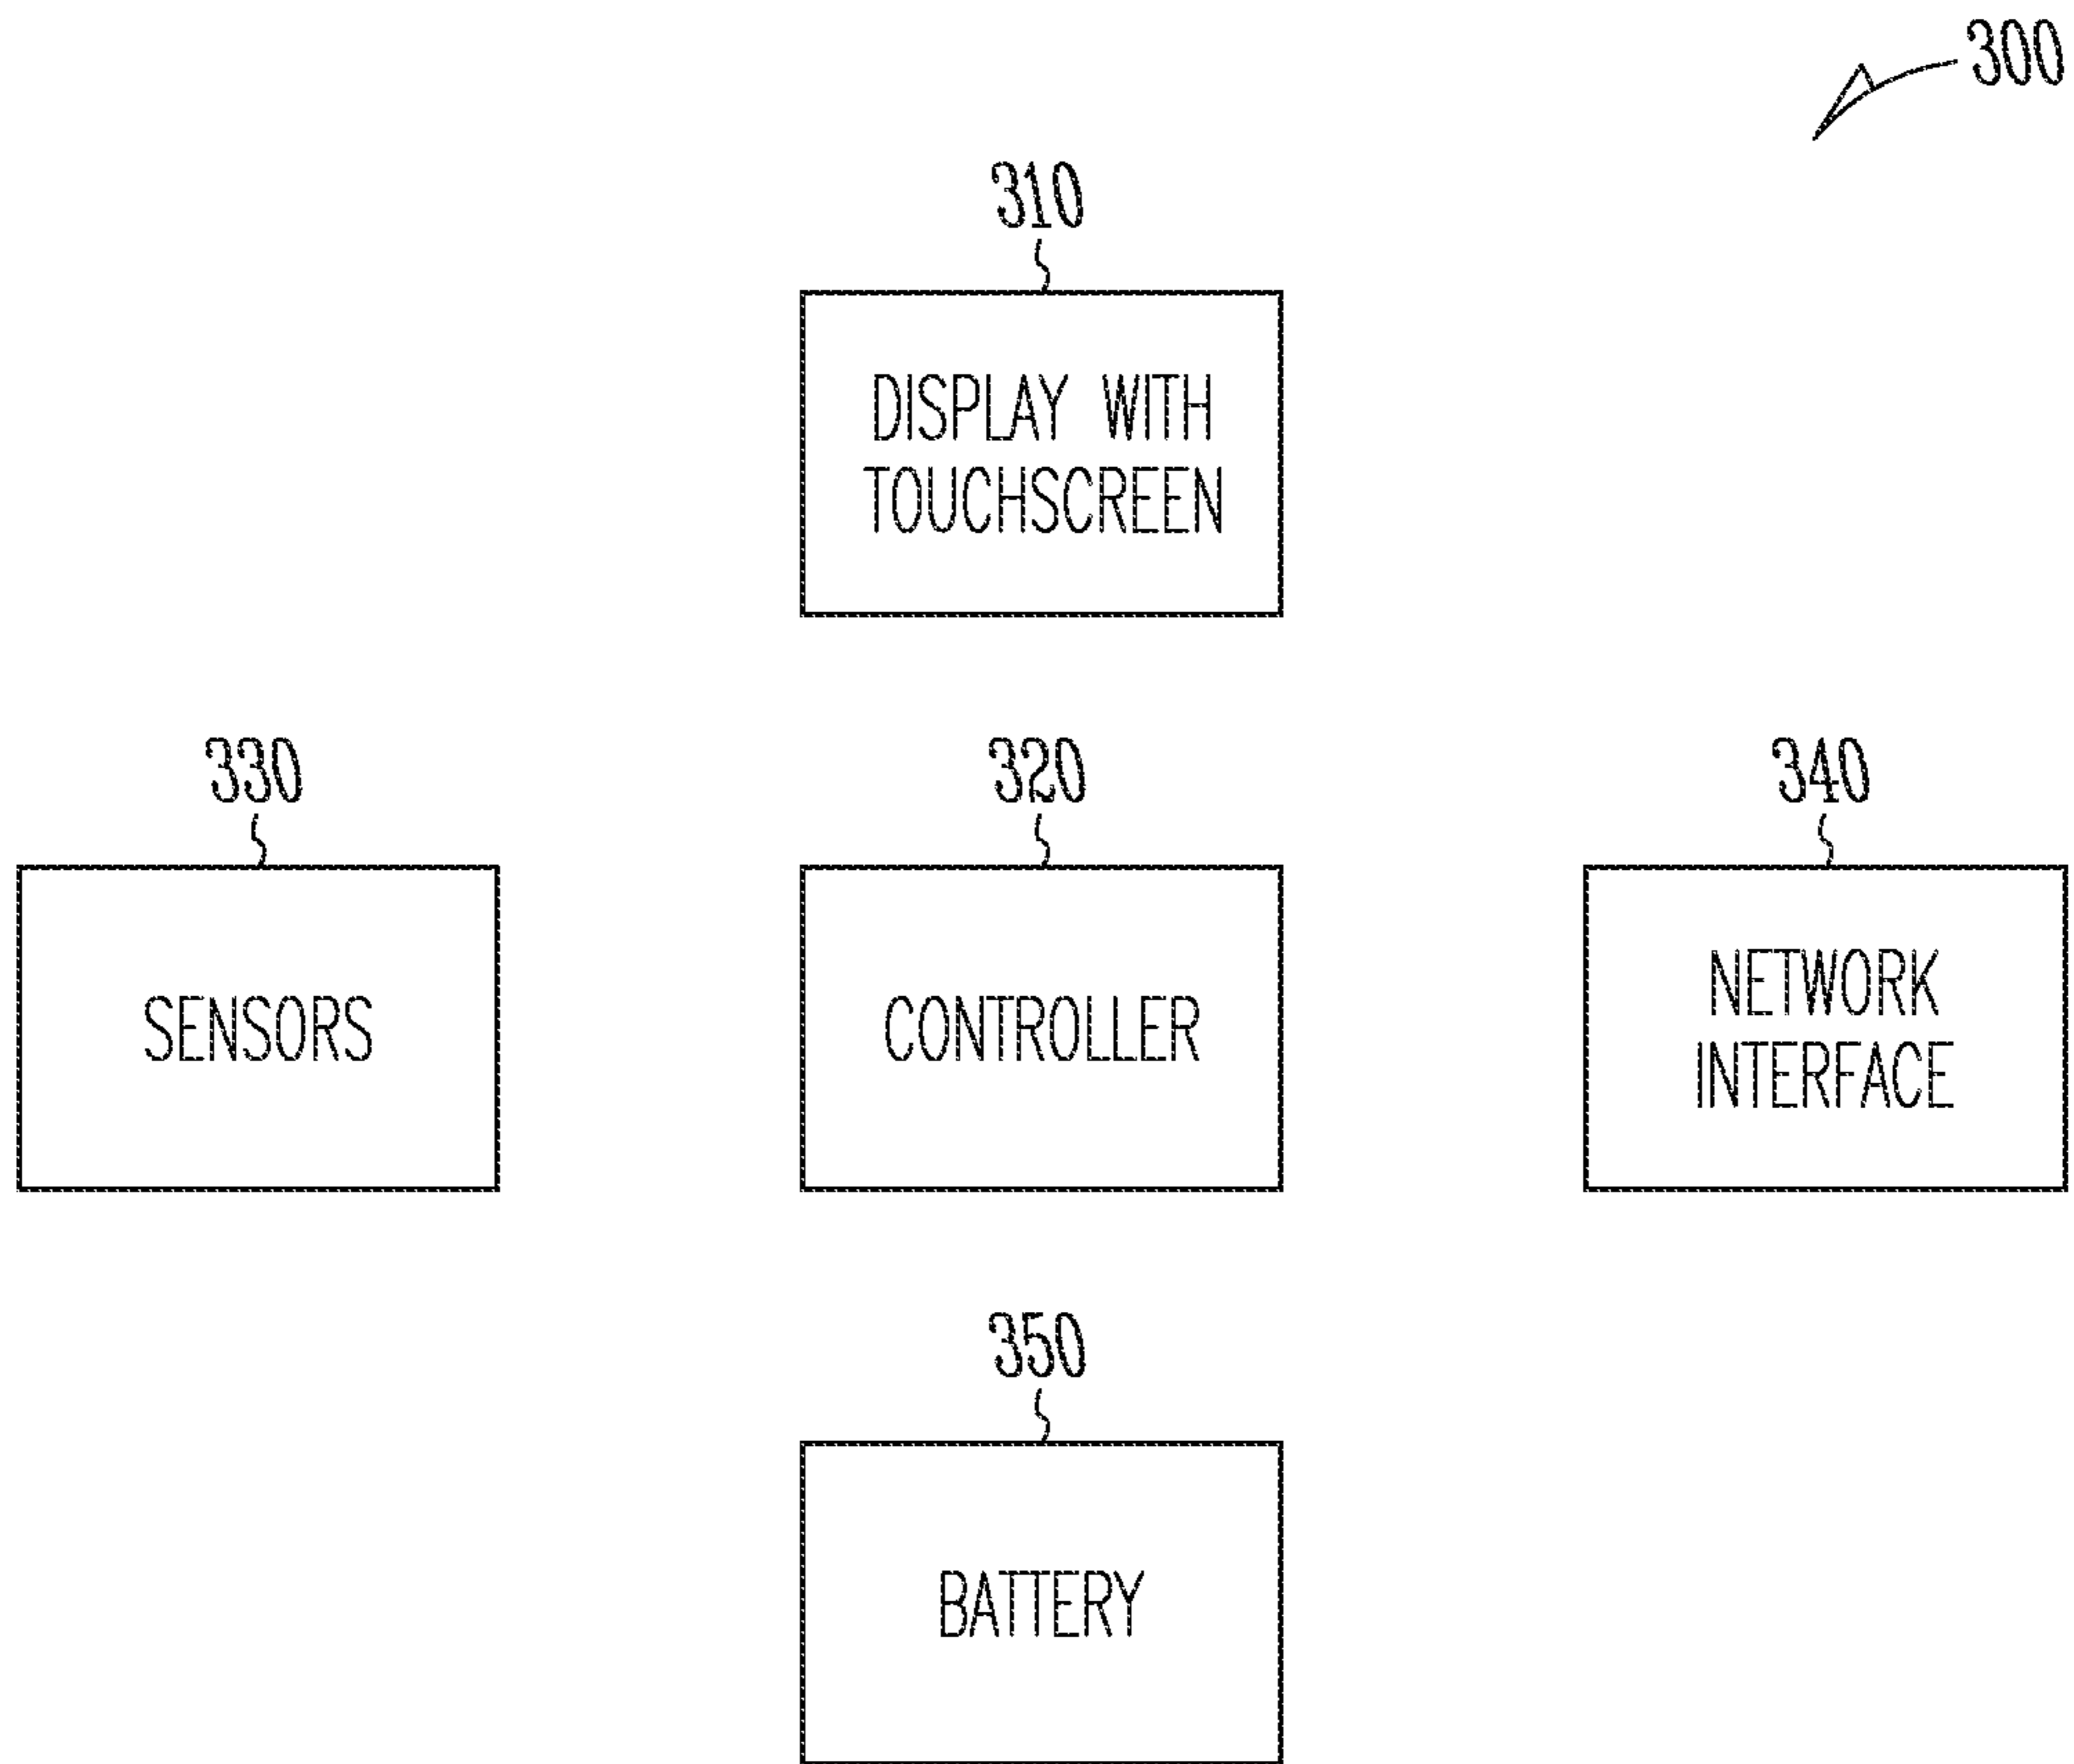 300
310
DISPLAY WITH
TOUCHSCREEN
330
320
340
SENSORS
CONTROLLER
NETWORK
INTERFACE
350
BATTERY